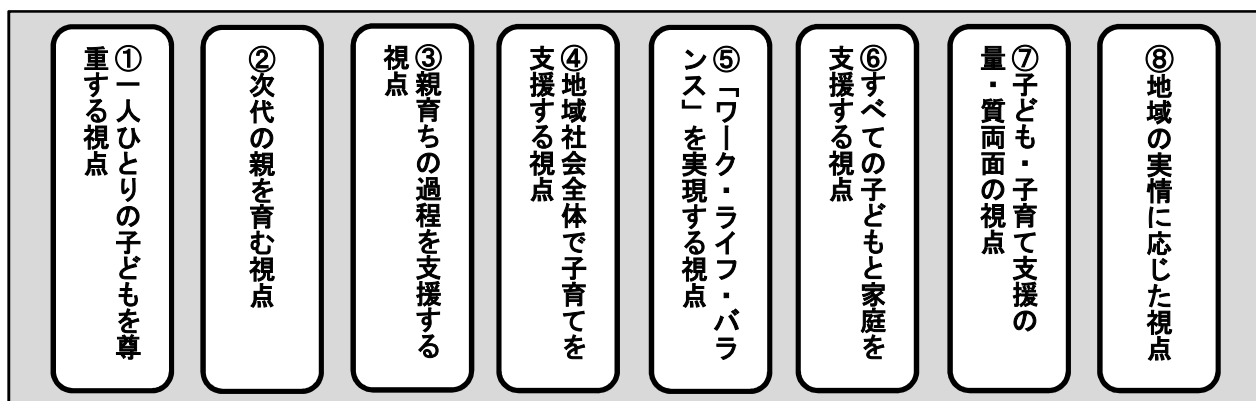 ①一人ひとりの子どもを尊
重する視点
②次代の親を育む視点
③親育ちの過程を支援する
視点
④地域社会全体で子育てを
支援する視点
⑤「ワーク・ライフ・バラ
ンス」を実現する視点
⑥すべての子どもと家庭を
支援する視点
⑦子ども・子育て支援の
量・質両面の視点
⑧地域の実情に応じた視点